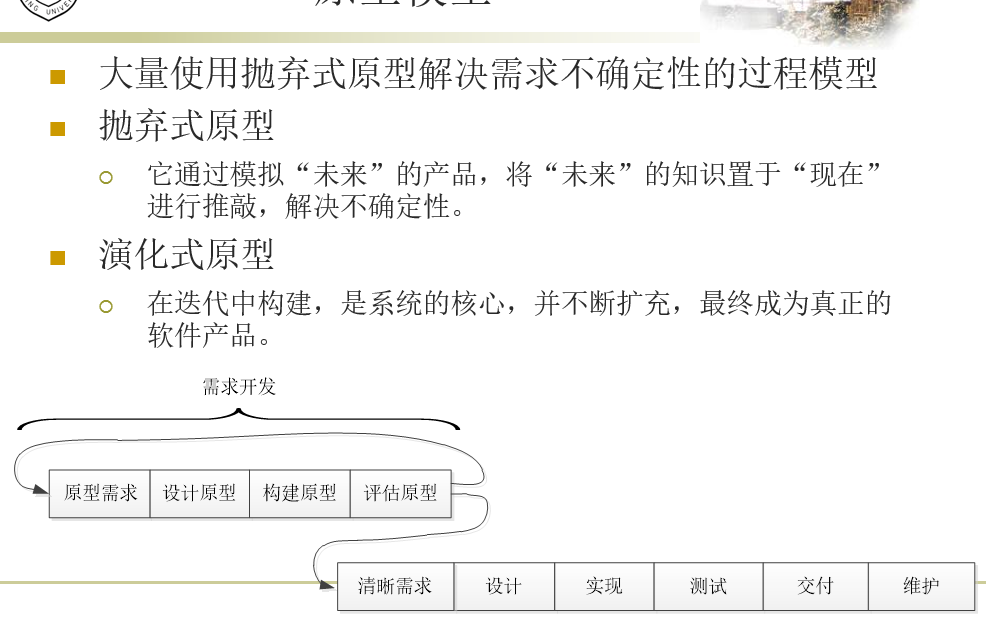 原型模型
大量使用抛弃式原型解决需求不确定性的过程模型
抛弃式原型
它通过模拟“未来”的产品，将“未来”的知识置于“现在”
进行推敲，解决不确定性。
演化式原型
在迭代中构建，是系统的核心，并不断扩充，最终成为真正的
软件产品。
需求开发
原型需求 设计原型 构建原型 评估原型
清晰需求 设计 实现 测试 交付 维护